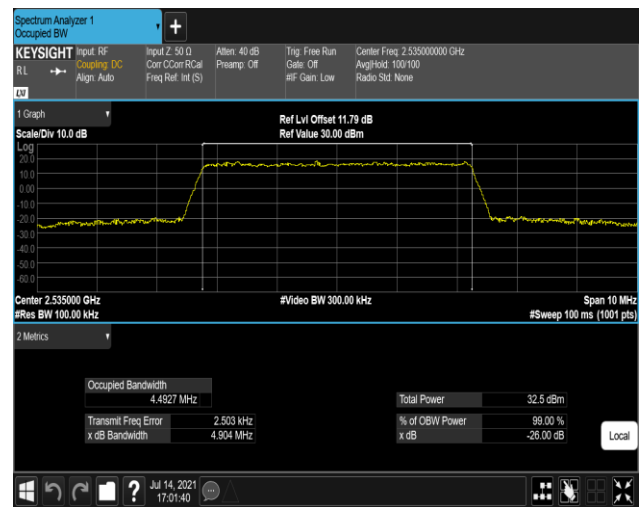 Spectrum Analyzer 1
Occupied BW
+
KEYSIGHT Input: RF Input Z: 50 Ω Atten: 40 dB Trig: Free Run Center Freq: 2.535000000 GHz
RL Coupling: DC Corr CCorr RCal Preamp: Off Gate: Off Avg|Hold: 100/100
Align: Auto Freq Ref: Int (S) #IF Gain: Low Radio Std: None
LXI
1 Graph
Ref Lvl Offset 11.79 dB
Scale/Div 10.0 dB Ref Value 30.00 dBm
Log
20.0
10.0
0.00
-10.0
-20.0
-30.0
-40.0
-50.0
-60.0
Center 2.535000 GHz #Video BW 300.00 kHz Span 10 MHz
#Res BW 100.00 kHz #Sweep 100 ms (1001 pts)
2 Metrics
Occupied Bandwidth
4.4927 MHz Total Power 32.5 dBm
Transmit Freq Error 2.503 kHz % of OBW Power 99.00 %
x dB Bandwidth 4.904 MHz x dB -26.00 dB
Local
? Jul 14, 2021
17:01:40